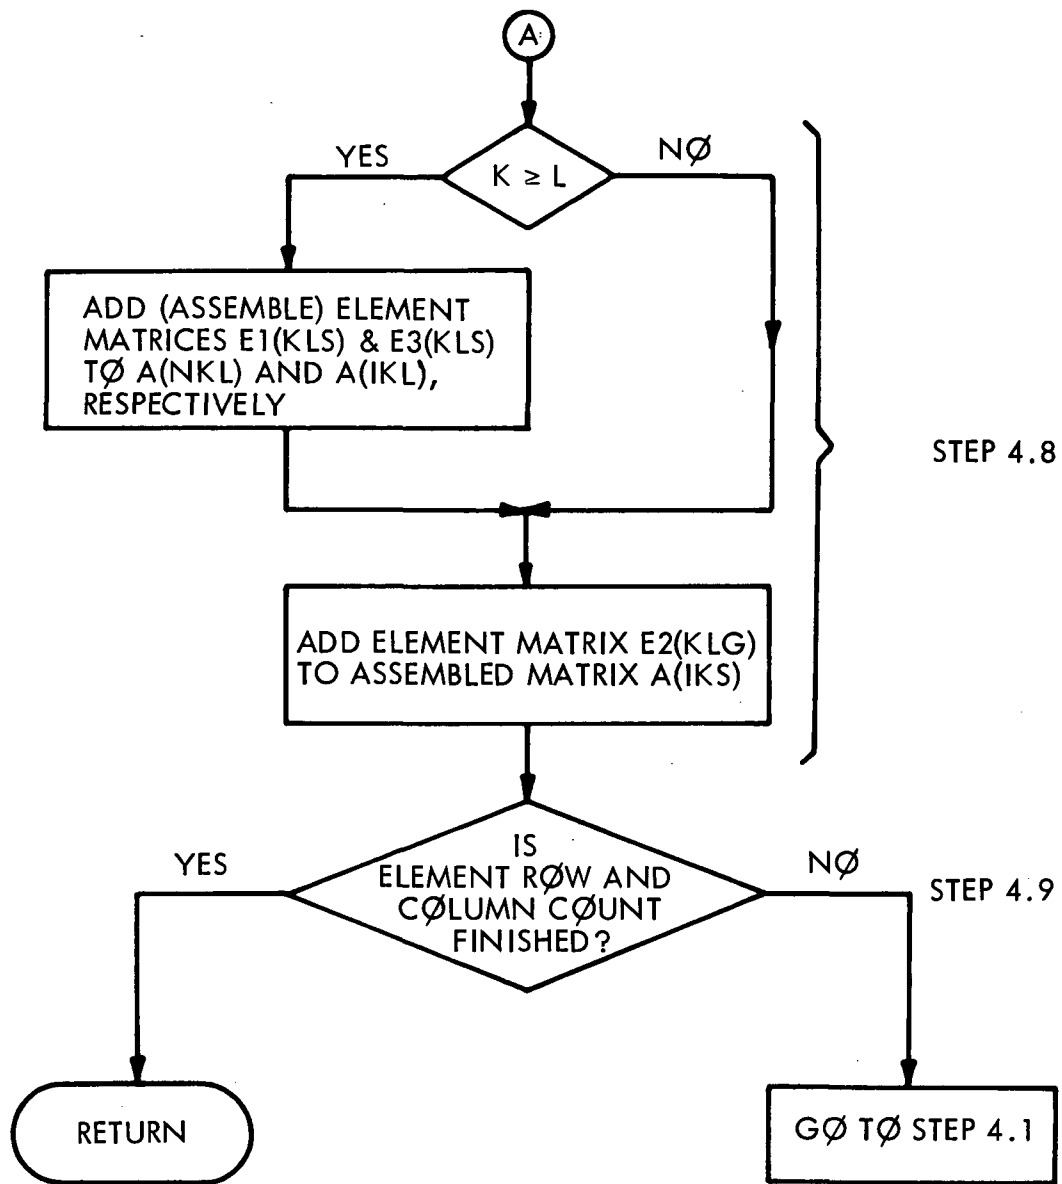 A
YES
NØ
K ≥ L
ADD (ASSEMBLE) ELEMENT
MATRICES E1(KLS) & E3(KLS)
TØ A(NKL) AND A(IKL),
RESPECTIVELY
STEP 4.8
ADD ELEMENT MATRIX E2(KLG)
TO ASSEMBLED MATRIX A(IKS)
YES
IS
ELEMENT RØW AND
CØLUMN CØUNT
FINISHED?
NØ
STEP 4.9
RETURN
GØ TØ STEP 4.1